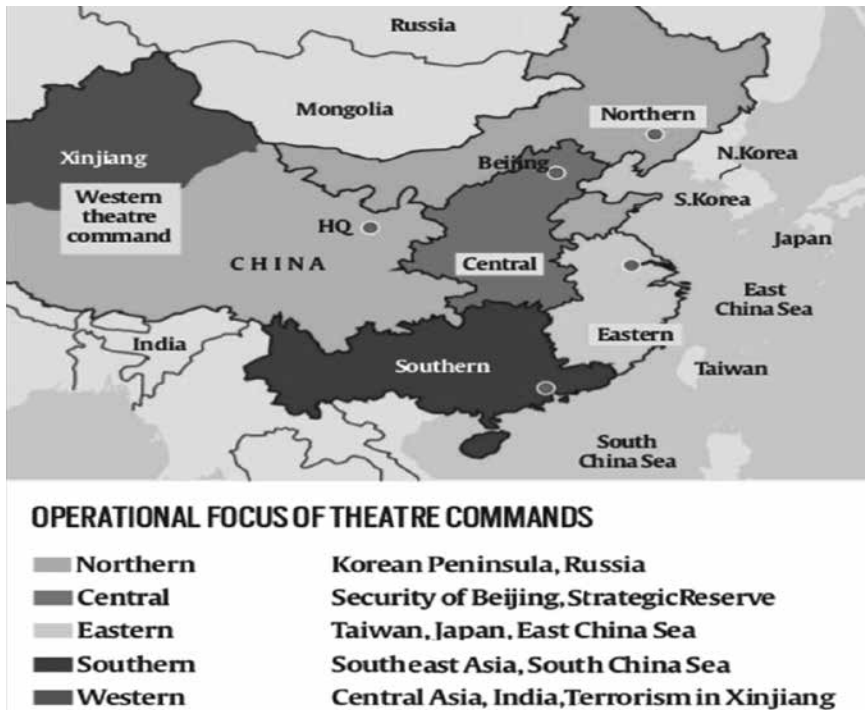 Russia
Mongolia
Northern
Xinjiang
Beijing
N.Korea
Western
theatre
command
S.Korea
HQ
Japan
CHINA
Central
East
China Sea
India
Eastern
Southern
Taiwan
South
China Sea
OPERATIONAL FOCUS OF THEATRE COMMANDS
Northern Korean Peninsula, Russia
Central Security of Beijing, Strategic Reserve
Eastern Taiwan, Japan, East China Sea
Southern Southeast Asia, South China Sea
Western Central Asia, India, Terrorism in Xinjiang